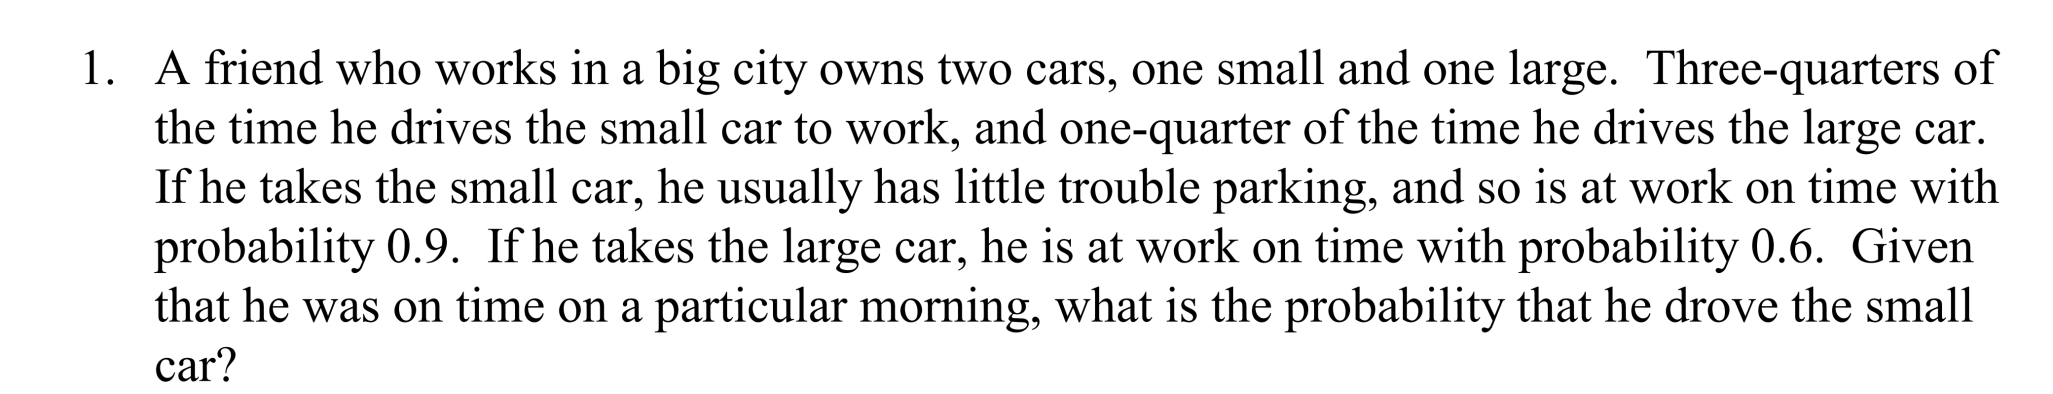 1. A friend who works in a big city owns two cars, one small and one large. Three-quarters of
the time he drives the small car to work, and one-quarter of the time he drives the large car.
If he takes the small car, he usually has little trouble parking, and so is at work on time with
probability 0.9. If he takes the large car, he is at work on time with probability 0.6. Given
that he was on time on a particular morning, what is the probability that he drove the small
car?